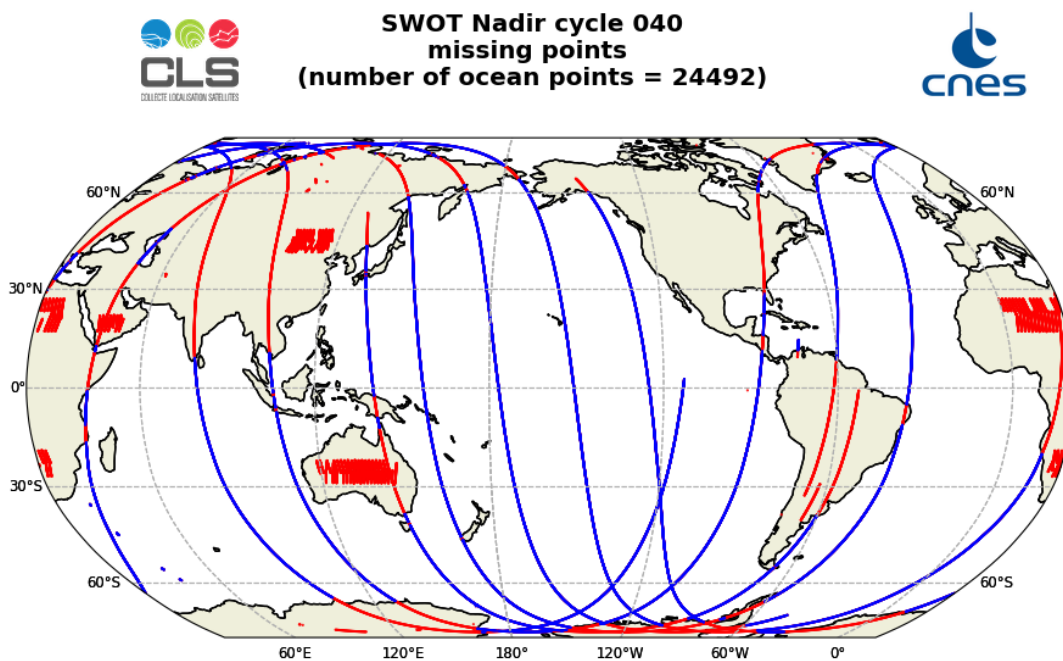 SWOT Nadir cycle 040
missing points
(number of ocean points = 24492)
CLS
COLLECTE LOCALISATION SATELLITES
cnes
60°N 60°N
30°N 30°N
0° 0°
30°S 30°S
60°S 60°S
60°E 120°E 180° 120°W 60°W 0°